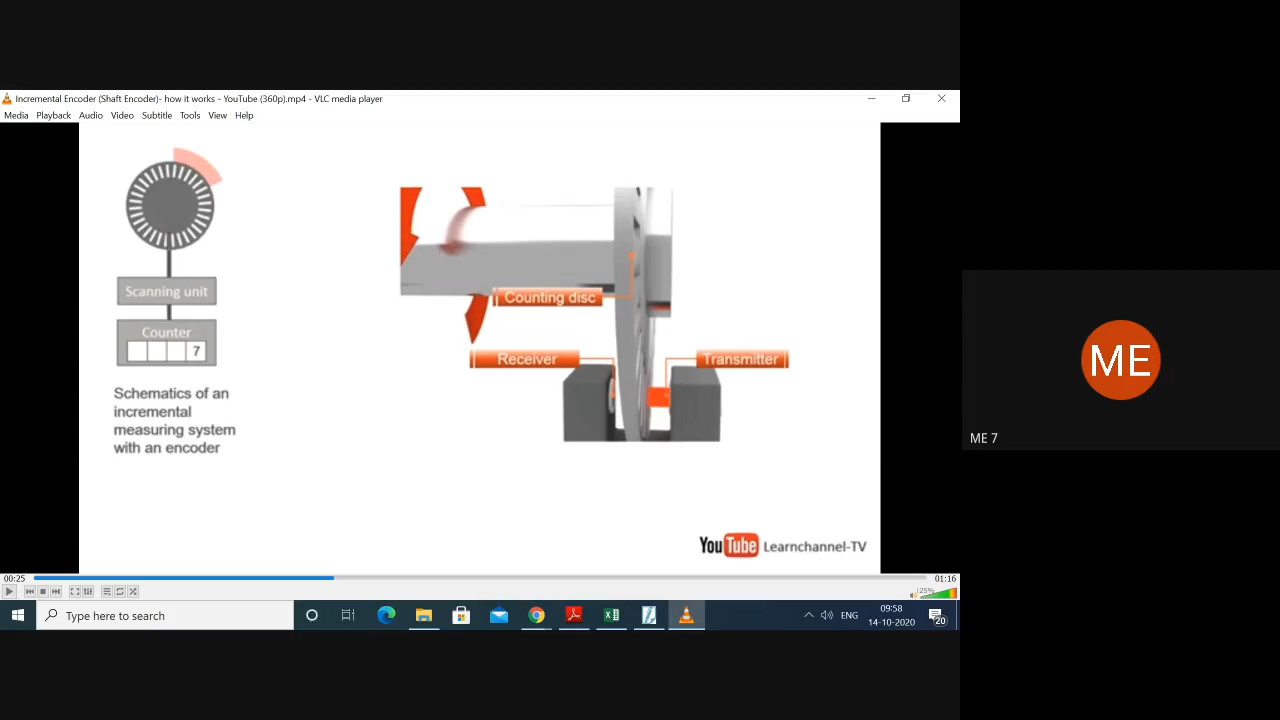 Incremental Encoder (Shaft Encoder)- how it works - YouTube (360p).mp4 - VLC media player
Media Playback Audio Video Subtitle Tools View Help
Scanning unit
Counter
7
Schematics of an
incremental
measuring system
with an encoder
Counting disc
Receiver
Transmitter
YouTube Learnchannel-TV
00:25
01:16
125%
Type here to search
ENG
09:58
14-10-2020
20
ME
ME 7